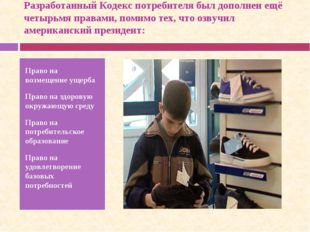 Разработанный Кодекс потребителя был дополнен ещё
четырьмя правами, помимо тех, что озвучил
американский президент:
Право на
возмещение ущерба
Право на здоровую
окружающую среду
Право на
потребительское
образование
Право на
удовлетворение
базовых
потребностей